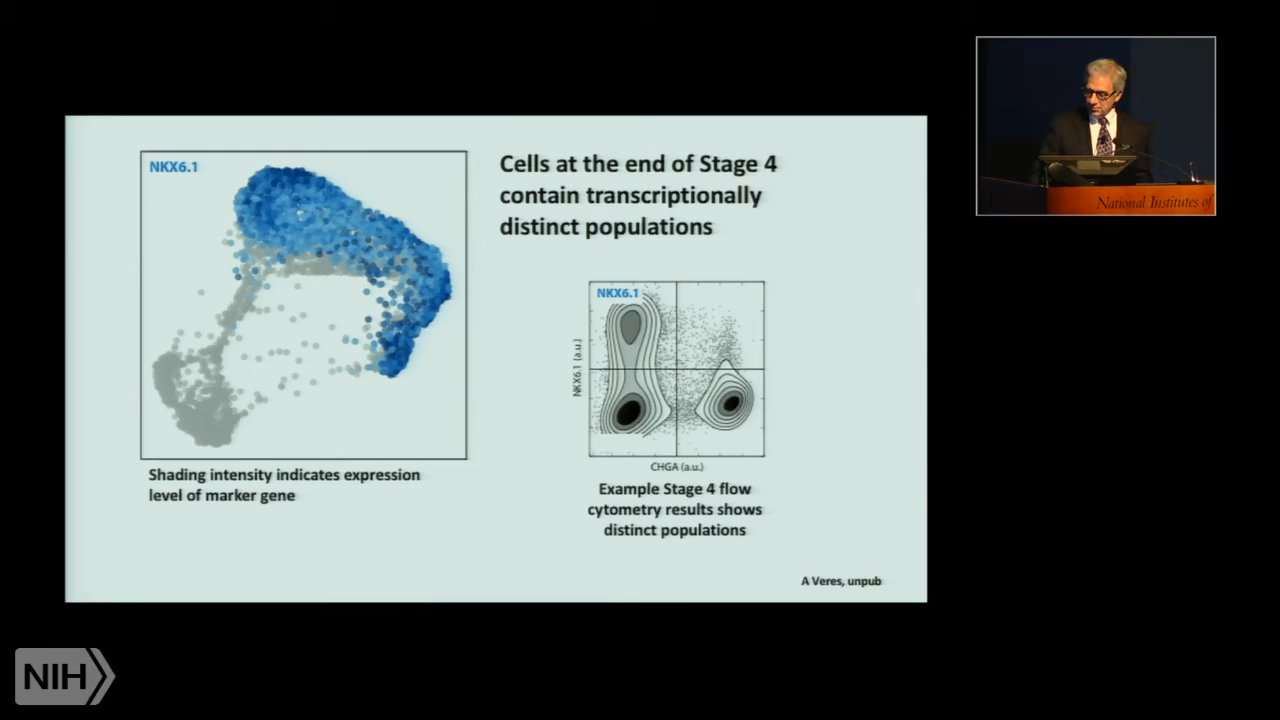 NKX6.1
Cells at the end of Stage 4
contain transcriptionally
distinct populations
NKX6.1
NKX6.1 (a.u.)
CHGA (a.u.)
Shading intensity indicates expression
level of marker gene
Example Stage 4 flow
cytometry results shows
distinct populations
A Veres, unpub
National Institutes of
NIH